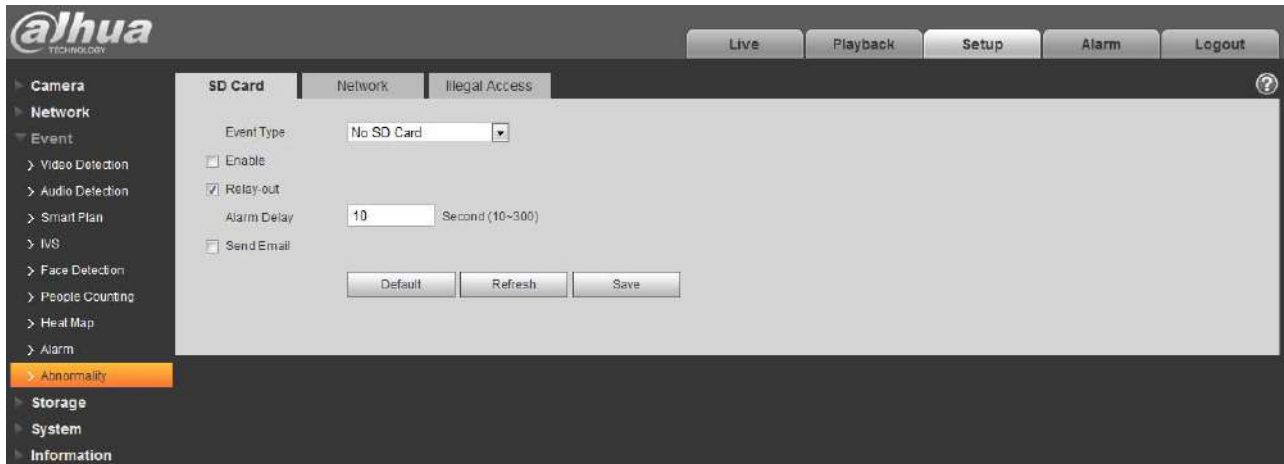 alhua
TECHNOLOGY
Live Playback Setup Alarm Logout
Camera
Network
Event
Video Detection
Audio Detection
Smart Plan
IVS
Face Detection
People Counting
Heat Map
Alarm
Abnormality
Storage
System
Information
SD Card Network Illegal Access ?
Event Type No SD Card
Enable
Relay-out
Alarm Delay 10 Second (10~300)
Send Email
Default Refresh Save